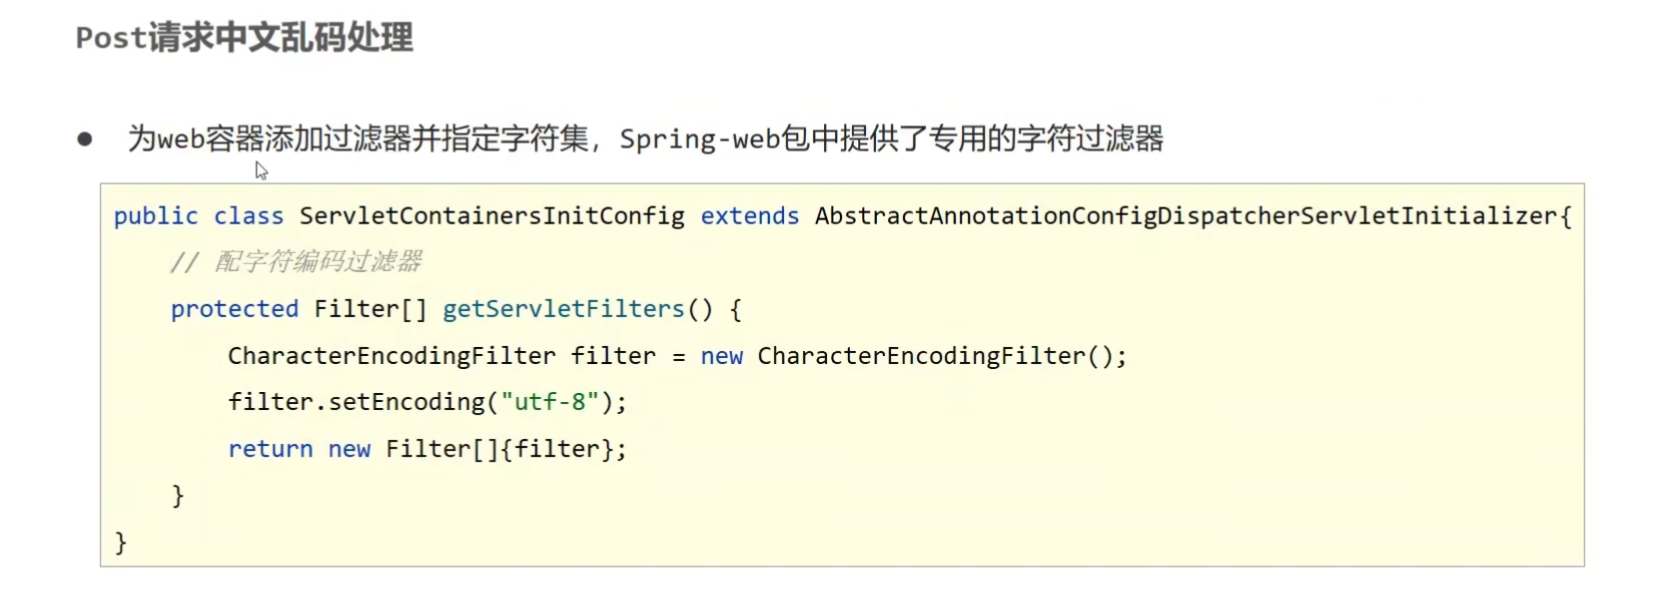 Post请求中文乱码处理
● 为web容器添加过滤器并指定字符集，Spring-web包中提供了专用的字符过滤器
public class ServletContainersInitConfig extends AbstractAnnotationConfigDispatcherServletInitializer{
// 配字符编码过滤器
protected Filter[] getServletFilters() {
CharacterEncodingFilter filter = new CharacterEncodingFilter();
filter.setEncoding("utf-8");
return new Filter[]{filter};
}
}